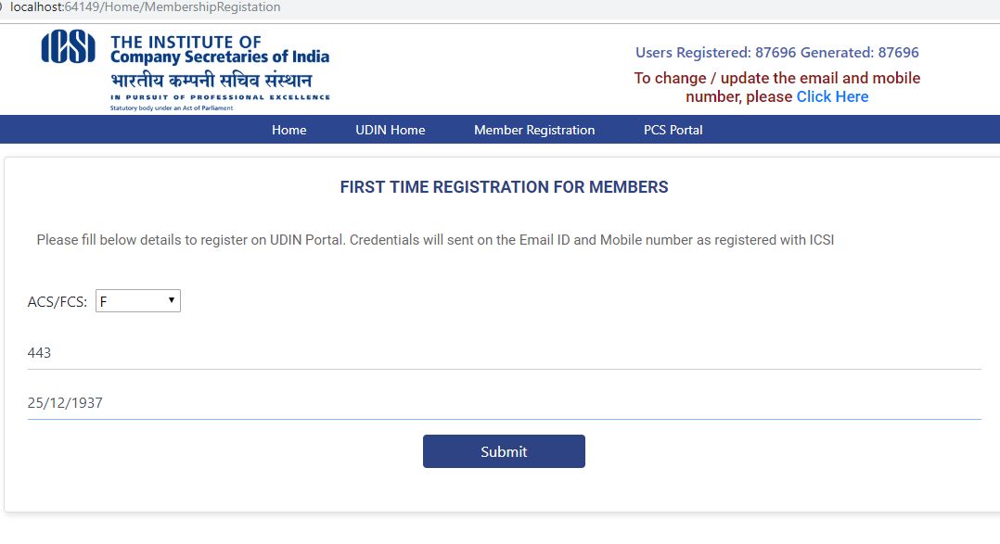 localhost:64149/Home/MembershipRegistation
ICSI
THE INSTITUTE OF
Company Secretaries of India
भारतीय कम्पनी सचिव संस्थान
IN PURSUIT OF PROFESSIONAL EXCELLENCE
Statutory body under an Act of Parliament
Users Registered: 87696 Generated: 87696
To change / update the email and mobile
number, please Click Here
Home UDIN Home Member Registration PCS Portal
FIRST TIME REGISTRATION FOR MEMBERS
Please fill below details to register on UDIN Portal. Credentials will sent on the Email ID and Mobile number as registered with ICSI
ACS/FCS: F
443
25/12/1937
Submit